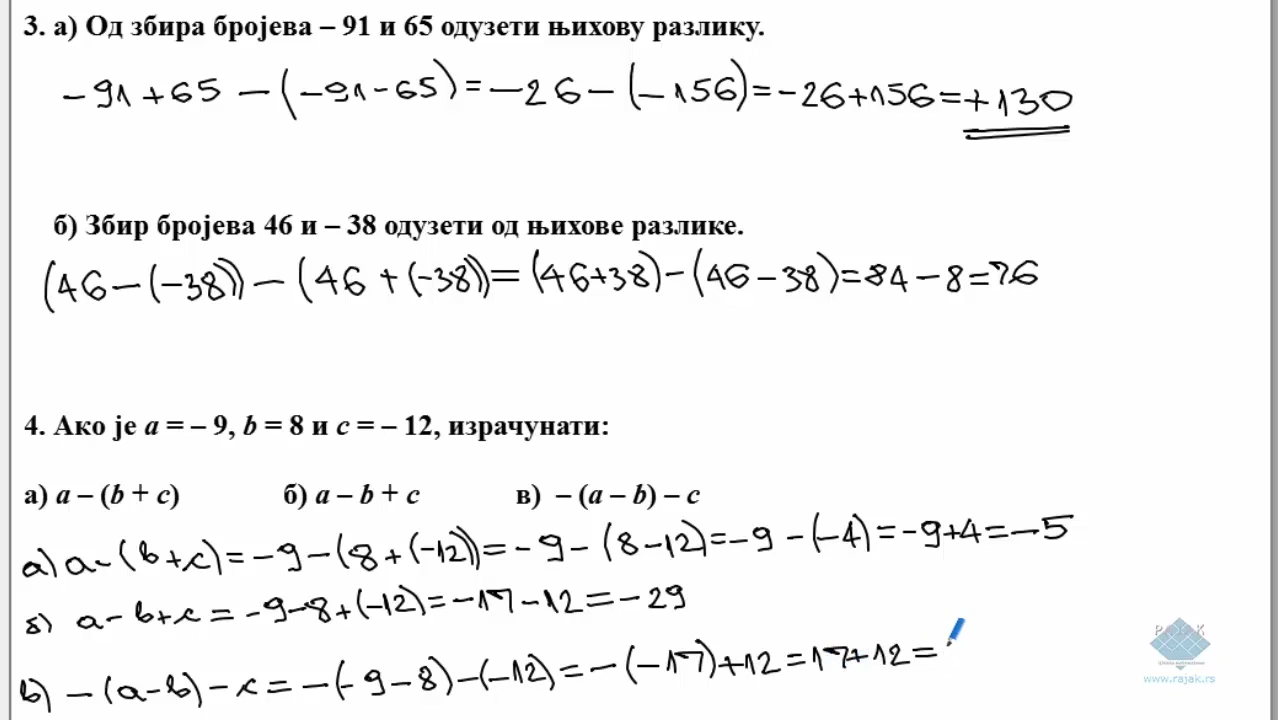 3. а) Од збира бројева – 91 и 65 одузети њихову разлику.
-91+65 -(-91-65)=-26-(-156)=-26+156=+130
б) Збир бројева 46 и – 38 одузети од њихове разлике.
(46-(-38))-(46+(-38))=(46+38)-(46-38)=84-8=76
4. Ако је a = – 9, b = 8 и c = – 12, израчунати:
а) a – (b + c) б) a – b + c в) – (a – b) – c
а) a-(b+c)=-9-(8+(-12))=-9-(8-12)=-9-(-4)=-9+4=-5
б) a-b+c=-9-8+(-12)=-17-12=-29
в) -(a-b)-c=-(-9-8)-(-12)=-(-17)+12=17+12=
РАЈАК
www.rajak.rs